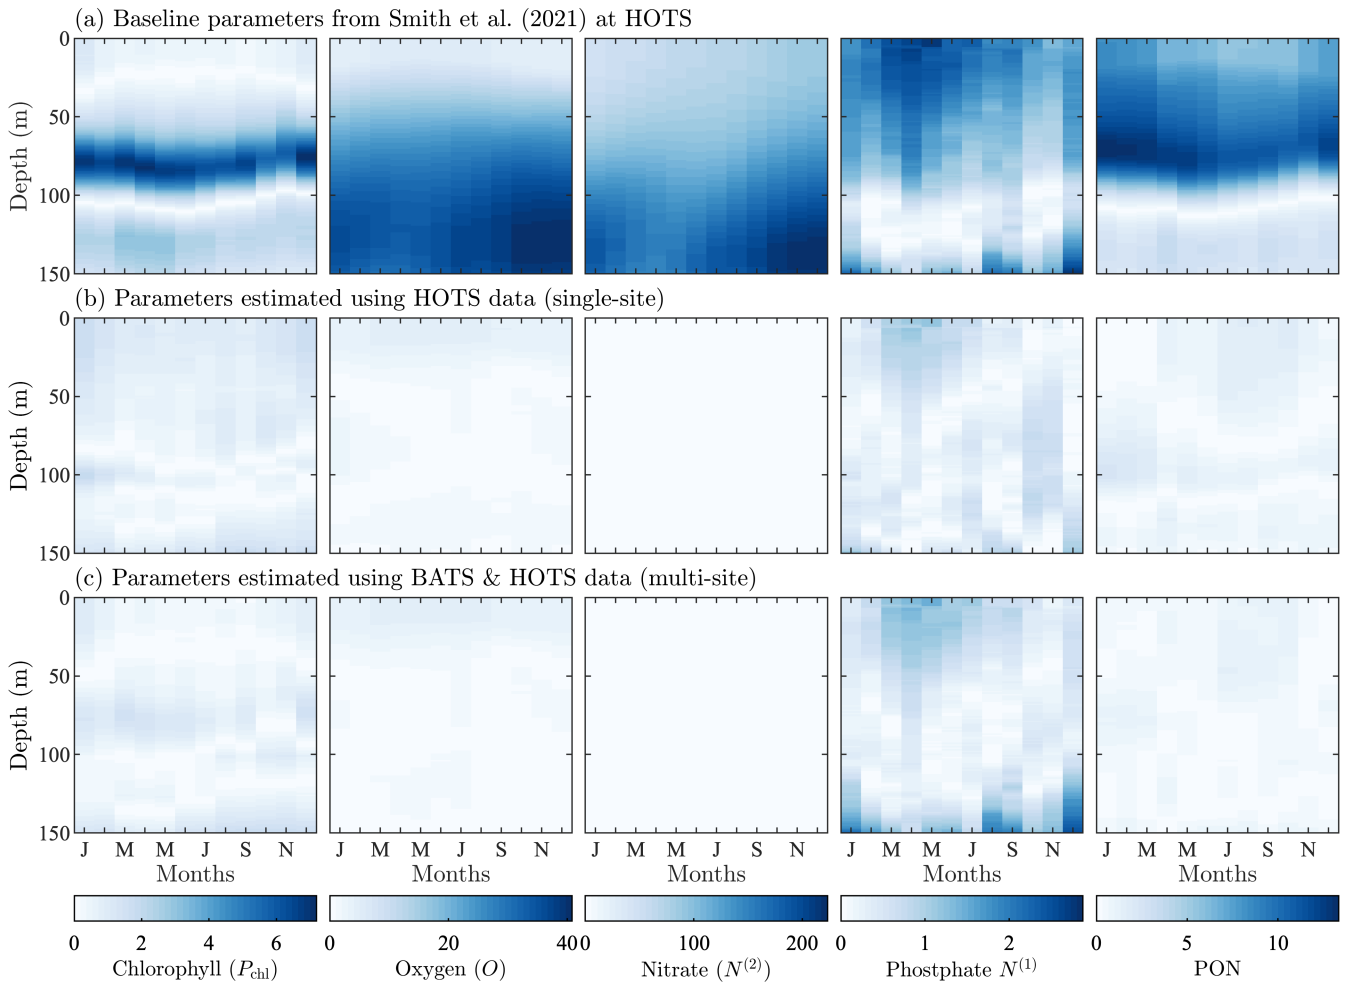 (a) Baseline parameters from Smith et al. (2021) at HOTS
0
50
100
150
Depth (m)
(b) Parameters estimated using HOTS data (single-site)
0
50
100
150
Depth (m)
(c) Parameters estimated using BATS & HOTS data (multi-site)
0
50
100
150
Depth (m)
J M M J S N J M M J S N J M M J S N J M M J S N J M M J S N
Months Months Months Months Months
0 2 4 6 0 20 40 0 100 200 0 1 2 0 5 10
Chlorophyll (P_chl) Oxygen (O) Nitrate (N^(2)) Phostphate N^(1) PON